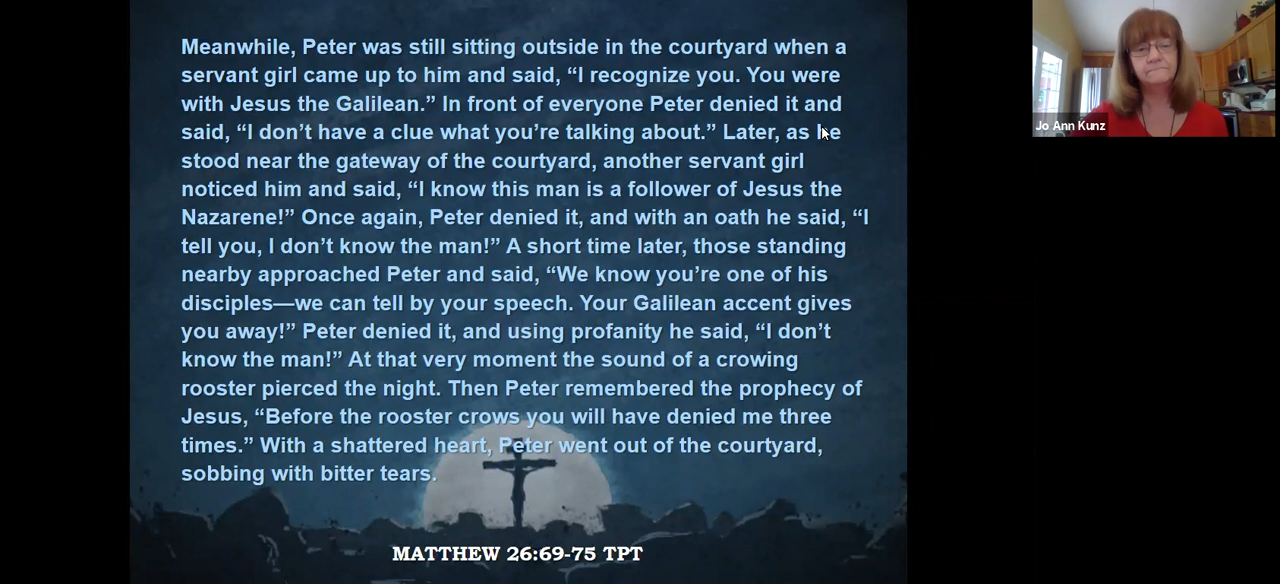 Meanwhile, Peter was still sitting outside in the courtyard when a
servant girl came up to him and said, “I recognize you. You were
with Jesus the Galilean.” In front of everyone Peter denied it and
said, “I don’t have a clue what you’re talking about.” Later, as he
stood near the gateway of the courtyard, another servant girl
noticed him and said, “I know this man is a follower of Jesus the
Nazarene!” Once again, Peter denied it, and with an oath he said, “I
tell you, I don’t know the man!” A short time later, those standing
nearby approached Peter and said, “We know you’re one of his
disciples—we can tell by your speech. Your Galilean accent gives
you away!” Peter denied it, and using profanity he said, “I don’t
know the man!” At that very moment the sound of a crowing
rooster pierced the night. Then Peter remembered the prophecy of
Jesus, “Before the rooster crows you will have denied me three
times.” With a shattered heart, Peter went out of the courtyard,
sobbing with bitter tears.
MATTHEW 26:69-75 TPT
Jo Ann Kunz